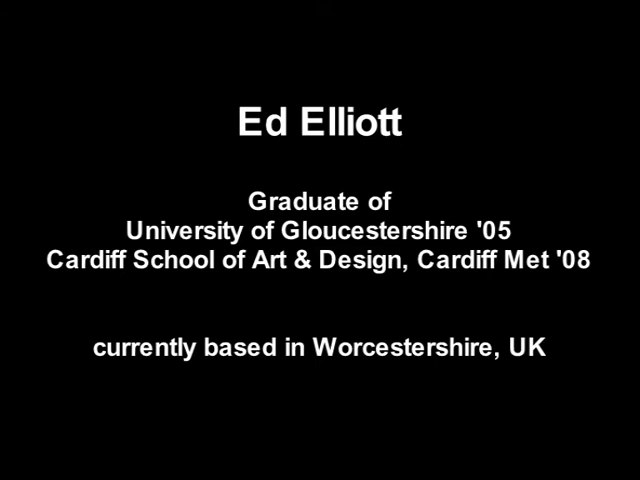 Ed Elliott
Graduate of
University of Gloucestershire '05
Cardiff School of Art & Design, Cardiff Met '08
currently based in Worcestershire, UK